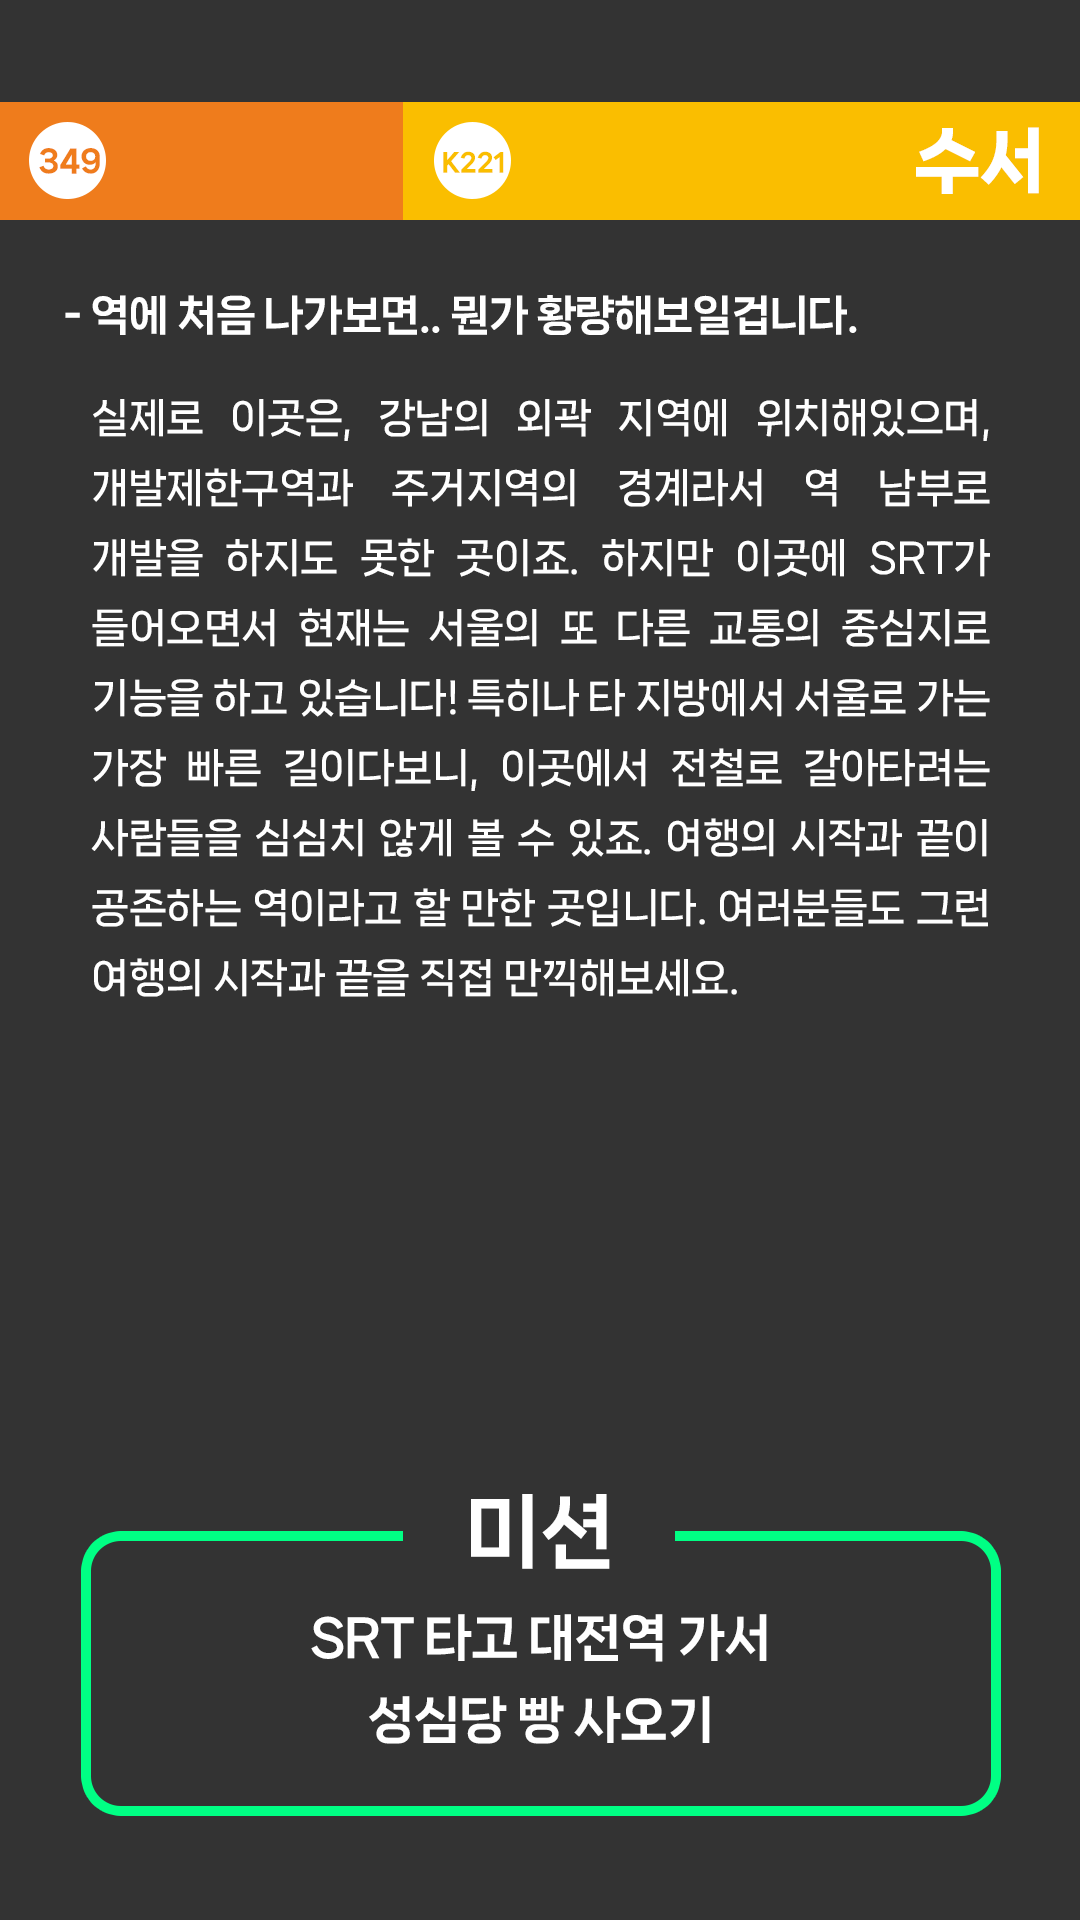 349
K221
수서
- 역에 처음 나가보면.. 뭔가 황량해보일겁니다.
실제로 이곳은, 강남의 외곽 지역에 위치해있으며,
개발제한구역과 주거지역의 경계라서 역 남부로
개발을 하지도 못한 곳이죠. 하지만 이곳에 SRT가
들어오면서 현재는 서울의 또 다른 교통의 중심지로
기능을 하고 있습니다! 특히나 타 지방에서 서울로 가는
가장 빠른 길이다보니, 이곳에서 전철로 갈아타려는
사람들을 심심치 않게 볼 수 있죠. 여행의 시작과 끝이
공존하는 역이라고 할 만한 곳입니다. 여러분들도 그런
여행의 시작과 끝을 직접 만끽해보세요.
미션
SRT 타고 대전역 가서
성심당 빵 사오기